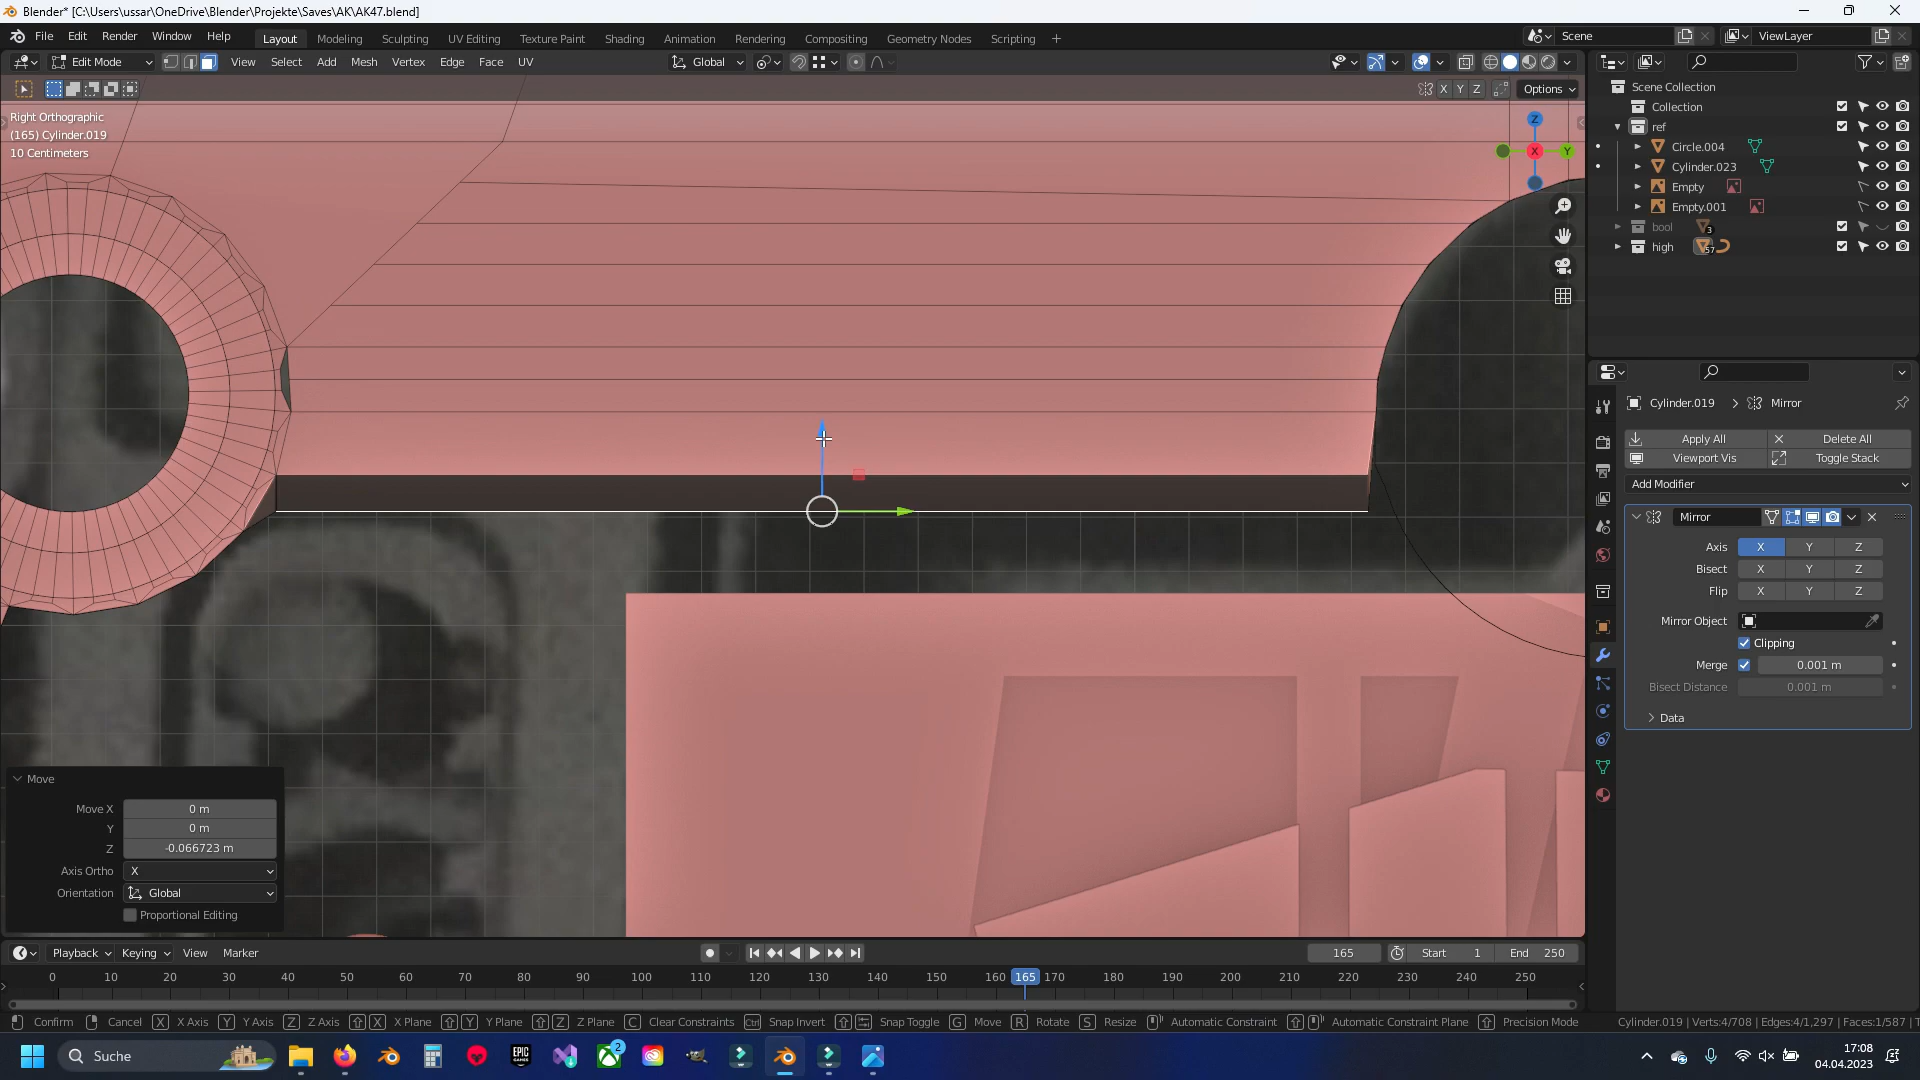 Blender* [C:\Users\ussar\OneDrive\Blender\Projekte\Saves\AK\AK47.blend]
File Edit Render Window Help Layout Modeling Sculpting UV Editing Texture Paint Shading Animation Rendering Compositing Geometry Nodes Scripting + Scene ViewLayer
Edit Mode View Select Add Mesh Vertex Edge Face UV Global
X Y Z Options
Right Orthographic
(165) Cylinder.019
10 Centimeters
Z
X
Y
Scene Collection
Collection
ref
Circle.004
Cylinder.023
Empty
Empty.001
bool 3
high 57
Cylinder.019 > Mirror
Apply All Delete All
Viewport Vis Toggle Stack
Add Modifier
Mirror
Axis X Y Z
Bisect X Y Z
Flip X Y Z
Mirror Object
Clipping
Merge 0.001 m
Bisect Distance 0.001 m
Data
Move
Move X 0 m
Y 0 m
Z -0.066723 m
Axis Ortho X
Orientation Global
Proportional Editing
Playback Keying View Marker 165 Start 1 End 250
0 10 20 30 40 50 60 70 80 90 100 110 120 130 140 150 160 165 170 180 190 200 210 220 230 240 250
Confirm Cancel X X Axis Y Y Axis Z Z Axis X X Plane Y Y Plane Z Z Plane C Clear Constraints Ctrl Snap Invert Snap Toggle G Move R Rotate S Resize Automatic Constraint Automatic Constraint Plane Precision Mode Cylinder.019 | Verts:4/708 | Edges:4/1,297 | Faces:1/587 |
Suche EPIC GAMES 2 17:08
04.04.2023